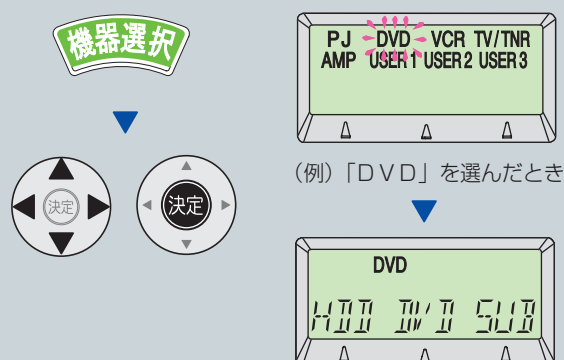 機器選択
PJ DVD VCR TV/TNR
AMP USER1 USER2 USER3
(例)「DVD」を選んだとき
決定
決定
DVD
HDD DVD SUB